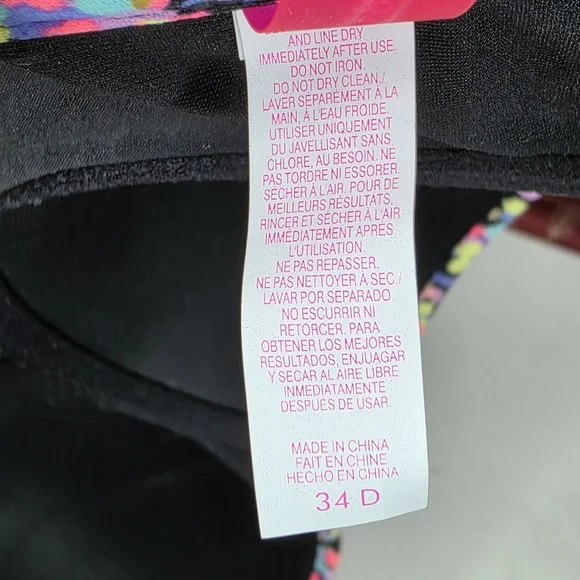 AND LINE DRY
IMMEDIATELY AFTER USE.
DO NOT IRON.
DO NOT DRY CLEAN./
LAVER SÉPARÉMENT À LA
MAIN, À L'EAU FROIDE.
UTILISER UNIQUEMENT
DU JAVELLISANT SANS
CHLORE, AU BESOIN. NE
PAS TORDRE NI ESSORER.
SÉCHER À L'AIR. POUR DE
MEILLEURS RÉSULTATS,
RINCER ET SÉCHER À L'AIR
IMMÉDIATEMENT APRÈS
L'UTILISATION.
NE PAS REPASSER.
NE PAS NETTOYER À SEC./
LAVAR POR SEPARADO.
NO ESCURRIR NI
RETORCER. PARA
OBTENER LOS MEJORES
RESULTADOS, ENJUAGAR
Y SECAR AL AIRE LIBRE
INMEDIATAMENTE
DESPUÉS DE USAR.
MADE IN CHINA
FAIT EN CHINE
HECHO EN CHINA
34 D